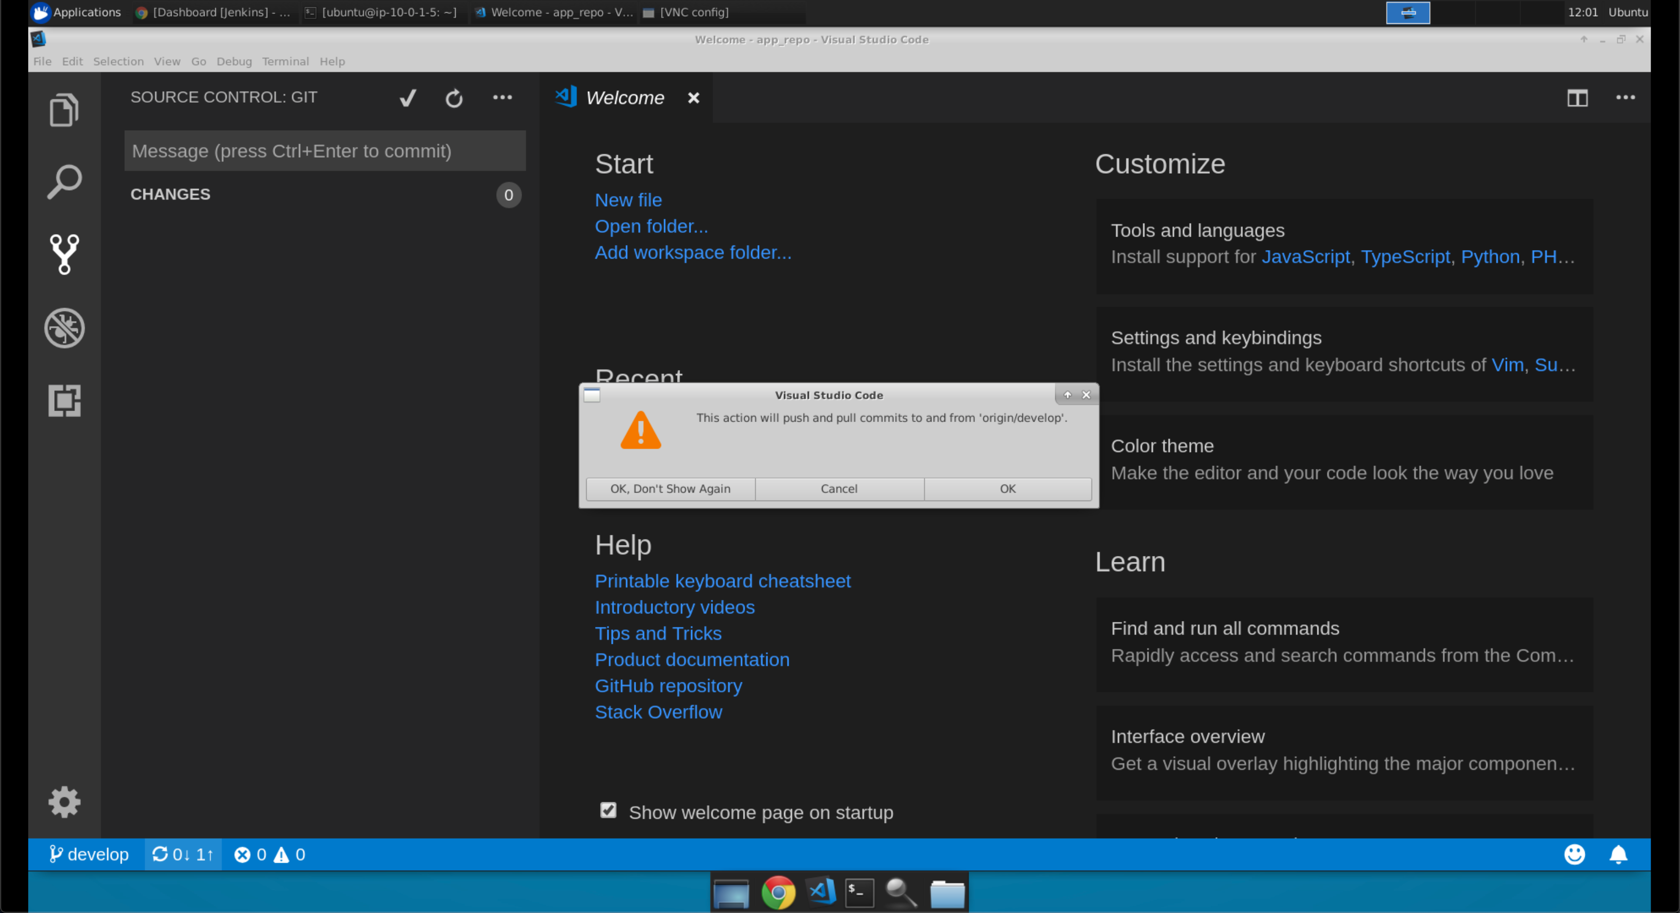 Applications
[Dashboard [Jenkins] - ...
[ubuntu@ip-10-0-1-5: ~]
Welcome - app_repo - V...
[VNC config]
12:01 Ubuntu
Welcome - app_repo - Visual Studio Code
File Edit Selection View Go Debug Terminal Help
SOURCE CONTROL: GIT
Message (press Ctrl+Enter to commit)
CHANGES 0
Welcome
Start
New file
Open folder...
Add workspace folder...
Recent
Visual Studio Code
This action will push and pull commits to and from 'origin/develop'.
OK, Don't Show Again
Cancel
OK
Help
Printable keyboard cheatsheet
Introductory videos
Tips and Tricks
Product documentation
GitHub repository
Stack Overflow
Show welcome page on startup
Customize
Tools and languages
Install support for JavaScript, TypeScript, Python, PH...
Settings and keybindings
Install the settings and keyboard shortcuts of Vim, Su...
Color theme
Make the editor and your code look the way you love
Learn
Find and run all commands
Rapidly access and search commands from the Com...
Interface overview
Get a visual overlay highlighting the major componen...
develop 0↓ 1↑ 0 0
$_